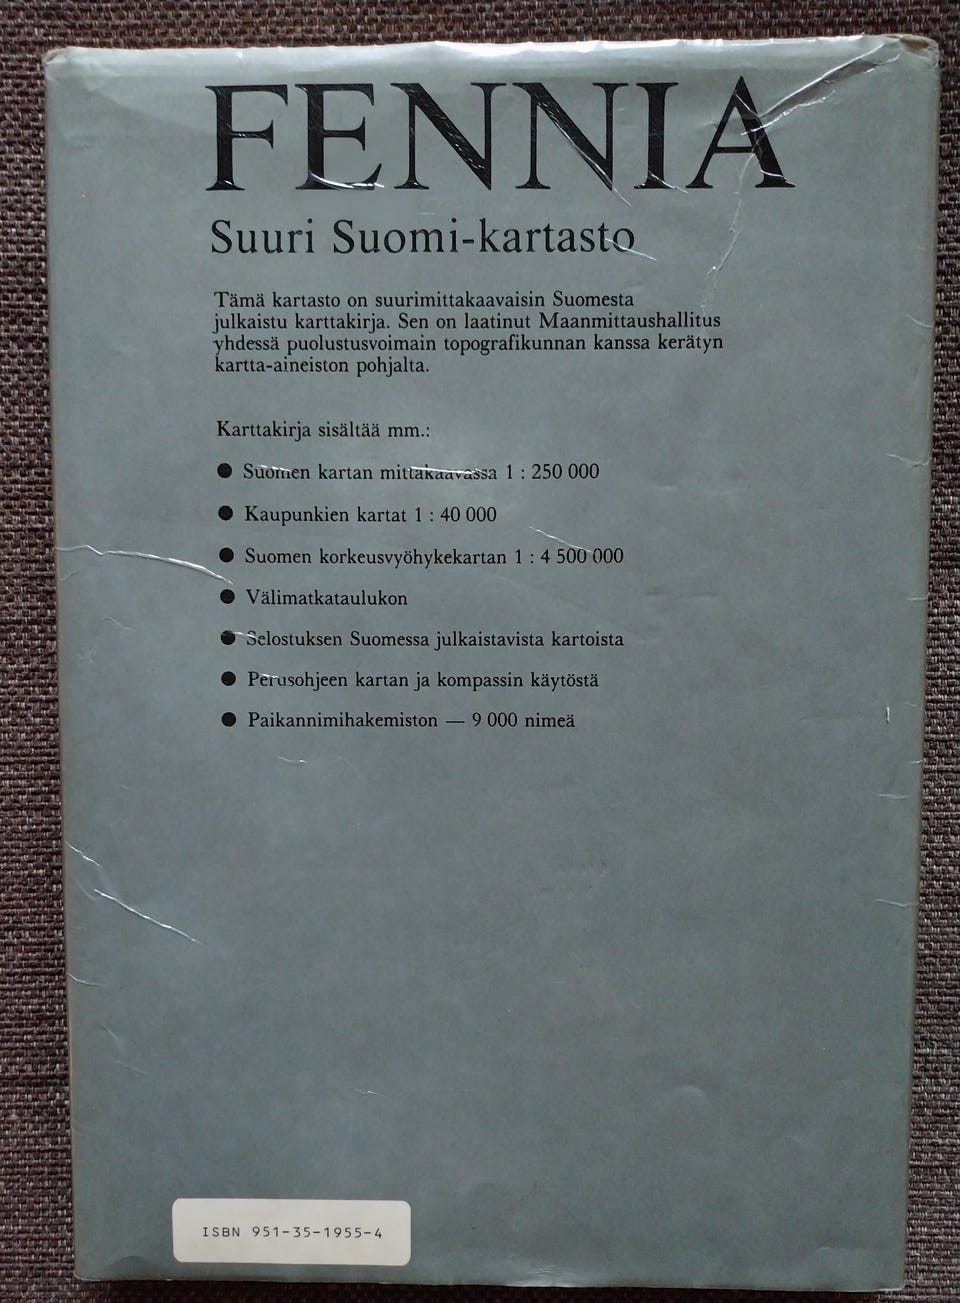 FENNIA
Suuri Suomi-kartasto
Tämä kartasto on suurimittakaavaisin Suomesta
julkaistu karttakirja. Sen on laatinut Maanmittaushallitus
yhdessä puolustusvoimain topografikunnan kanssa kerätyn
kartta-aineiston pohjalta.
Karttakirja sisältää mm.:
● Suomen kartan mittakaavassa 1 : 250 000
● Kaupunkien kartat 1 : 40 000
● Suomen korkeusvyöhykekartan 1 : 4 500 000
● Välimatkataulukon
● Selostuksen Suomessa julkaistavista kartoista
● Perusohjeen kartan ja kompassin käytöstä
● Paikannimihakemiston — 9 000 nimeä
ISBN 951-35-1955-4